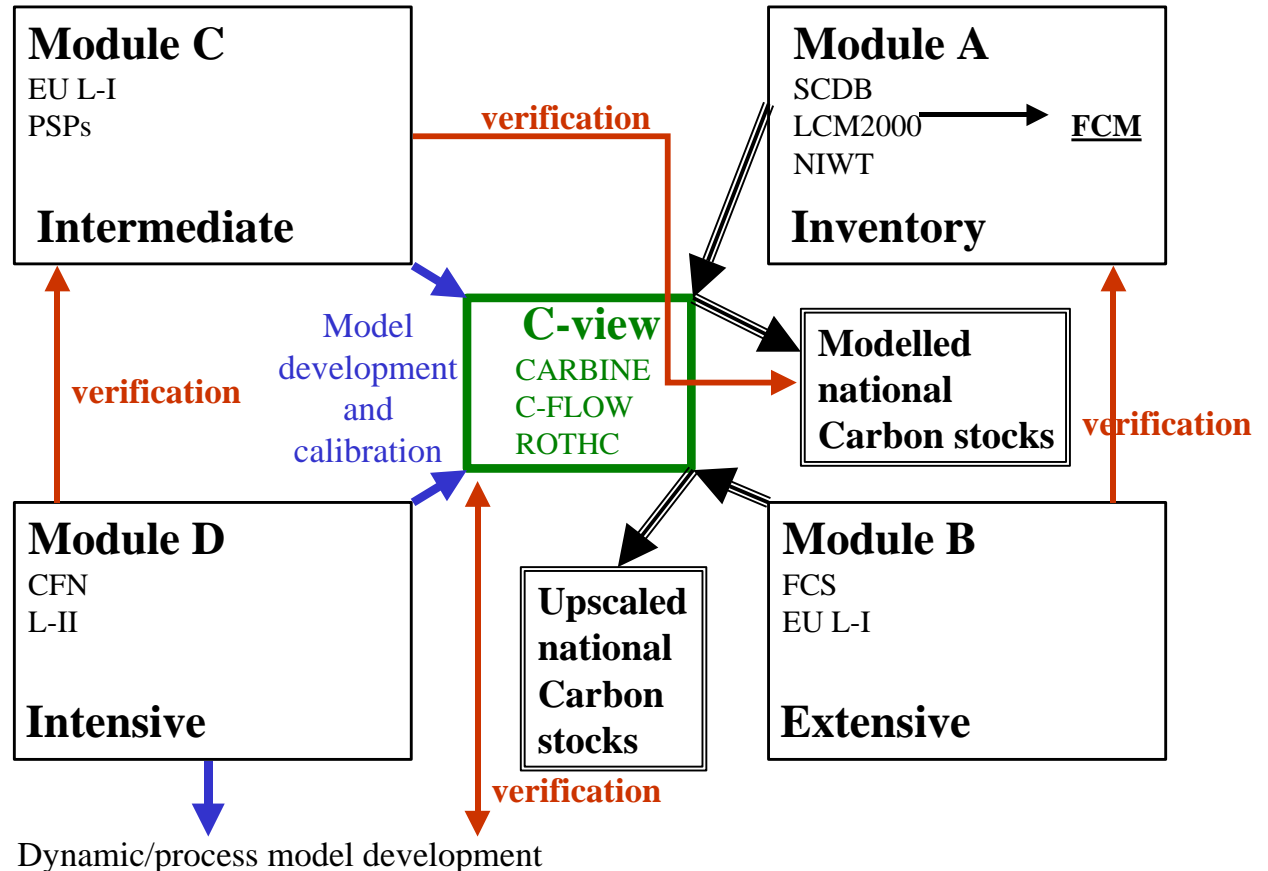 Module C
EU L-I
PSPs
Intermediate
verification
Module A
SCDB
LCM2000
NIWT
FCM
Inventory
verification
Model
development
and
calibration
C-view
CARBINE
C-FLOW
ROTHC
Modelled
national
Carbon stocks
verification
Module D
CFN
L-II
Intensive
Upscaled
national
Carbon
stocks
Module B
FCS
EU L-I
Extensive
verification
Dynamic/process model development